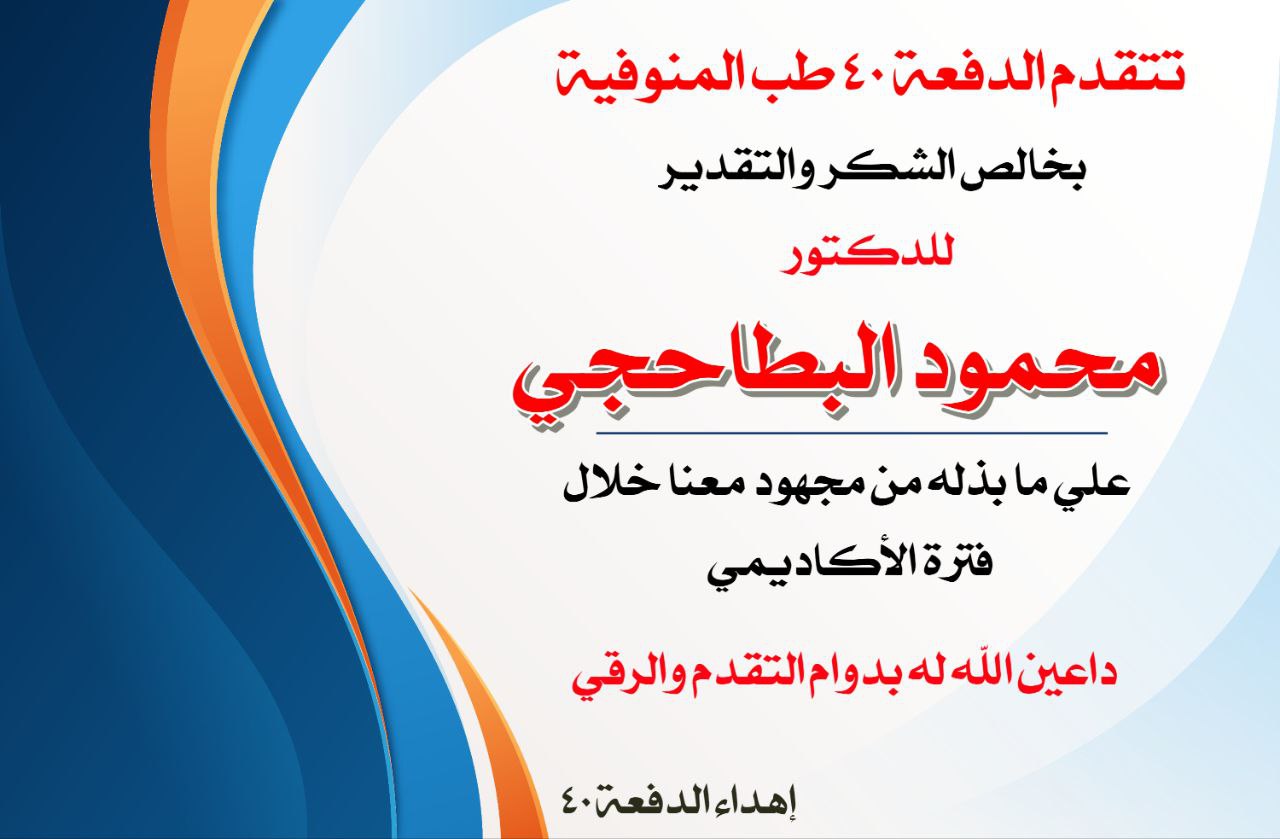 تتقدم الدفعة ٤٠ طب المنوفية
بخالص الشكر والتقدير
للدكتور
محمود البطاحجي
علي ما بذله من مجهود معنا خلال
فترة الأكاديمي
داعين الله له بدوام التقدم والرقي
إهداء الدفعة ٤٠